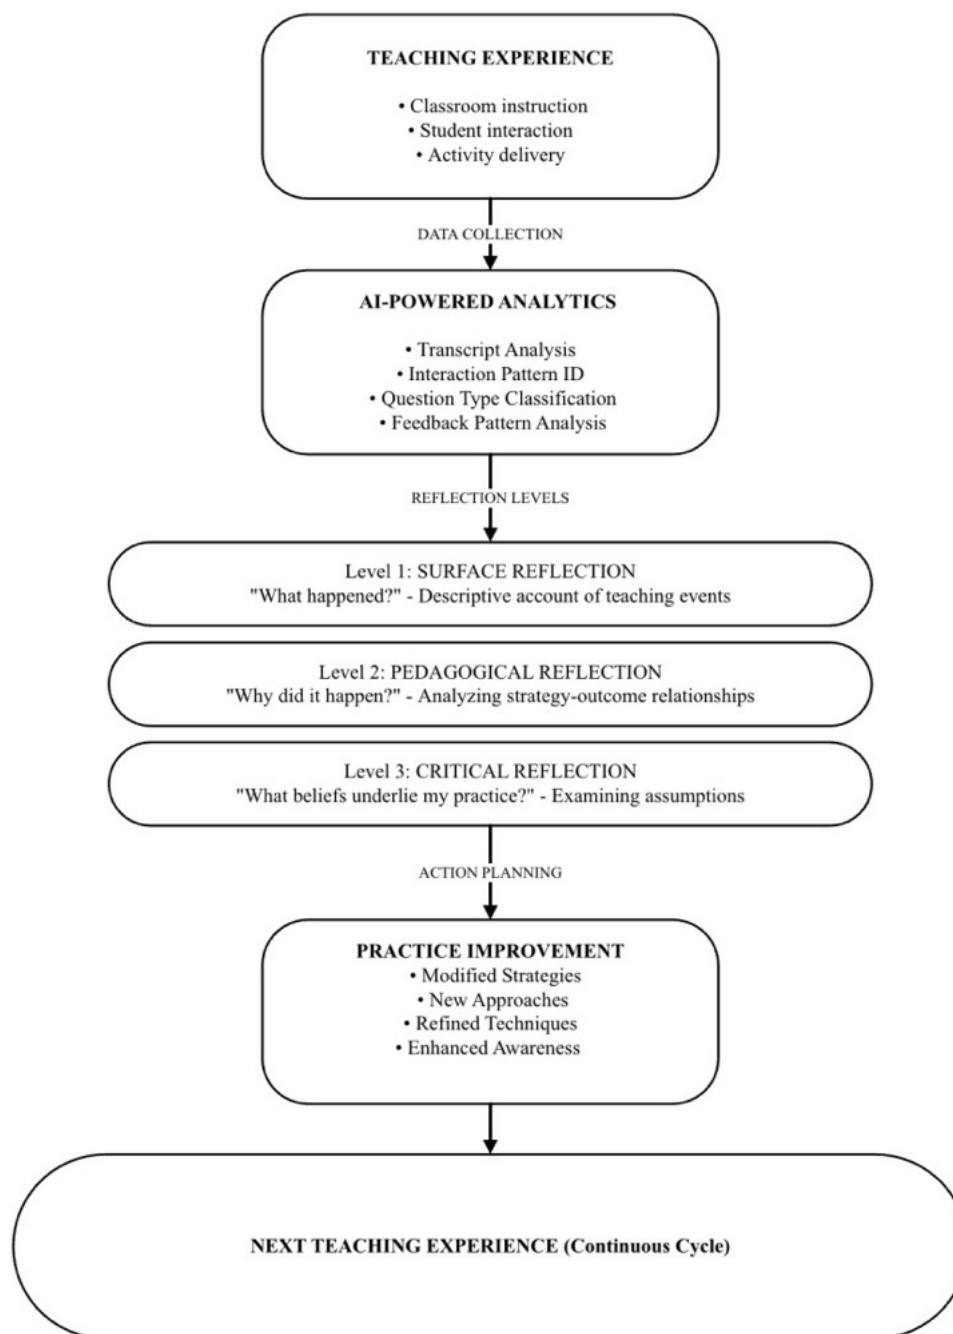 TEACHING EXPERIENCE
• Classroom instruction
• Student interaction
• Activity delivery
DATA COLLECTION
AI-POWERED ANALYTICS
• Transcript Analysis
• Interaction Pattern ID
• Question Type Classification
• Feedback Pattern Analysis
REFLECTION LEVELS
Level 1: SURFACE REFLECTION
"What happened?" - Descriptive account of teaching events
Level 2: PEDAGOGICAL REFLECTION
"Why did it happen?" - Analyzing strategy-outcome relationships
Level 3: CRITICAL REFLECTION
"What beliefs underlie my practice?" - Examining assumptions
ACTION PLANNING
PRACTICE IMPROVEMENT
• Modified Strategies
• New Approaches
• Refined Techniques
• Enhanced Awareness
NEXT TEACHING EXPERIENCE (Continuous Cycle)